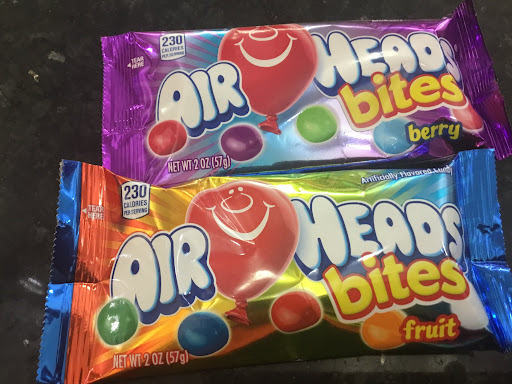 230
CALORIES
PER SERVING
TEAR
HERE
AIR HEADS
bites
berry
NET WT 2 OZ (57g)
230
CALORIES
PER SERVING
TEAR
HERE
Artificially Flavored Candy
AIR HEADS
bites
fruit
NET WT 2 OZ (57g)